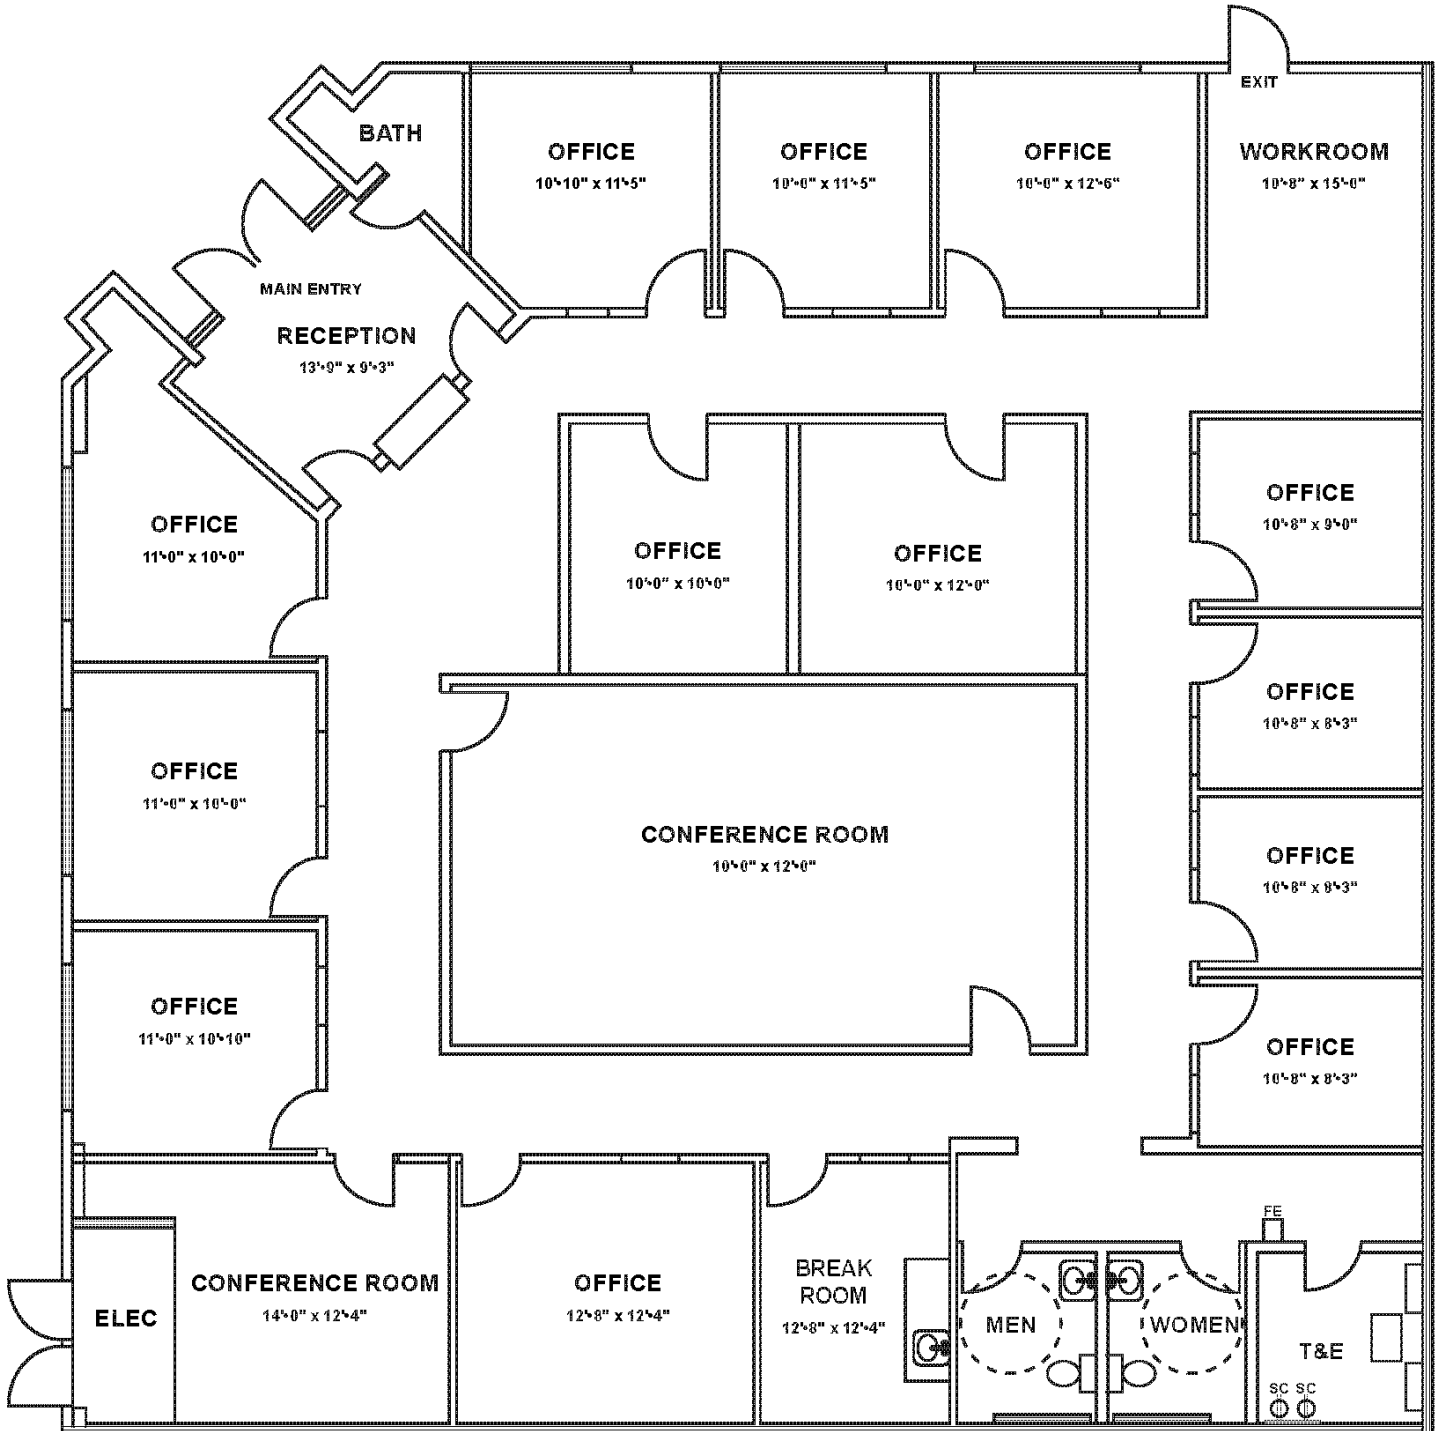 EXIT
BATH
OFFICE
10'-10" x 11'-5"
OFFICE
10'-0" x 11'-5"
OFFICE
10'-0" x 12'-6"
WORKROOM
10'-8" x 15'-0"
MAIN ENTRY
RECEPTION
13'-9" x 9'-3"
OFFICE
11'-0" x 10'-0"
OFFICE
10'-0" x 10'-0"
OFFICE
10'-0" x 12'-0"
OFFICE
10'-8" x 9'-0"
OFFICE
10'-8" x 8'-3"
OFFICE
11'-0" x 10'-0"
CONFERENCE ROOM
10'-0" x 12'-0"
OFFICE
10'-8" x 8'-3"
OFFICE
11'-0" x 10'-10"
OFFICE
10'-8" x 8'-3"
FE
ELEC
CONFERENCE ROOM
14'-0" x 12'-4"
OFFICE
12'-8" x 12'-4"
BREAK
ROOM
12'-8" x 12'-4"
MEN
WOMEN
T&E
SC SC